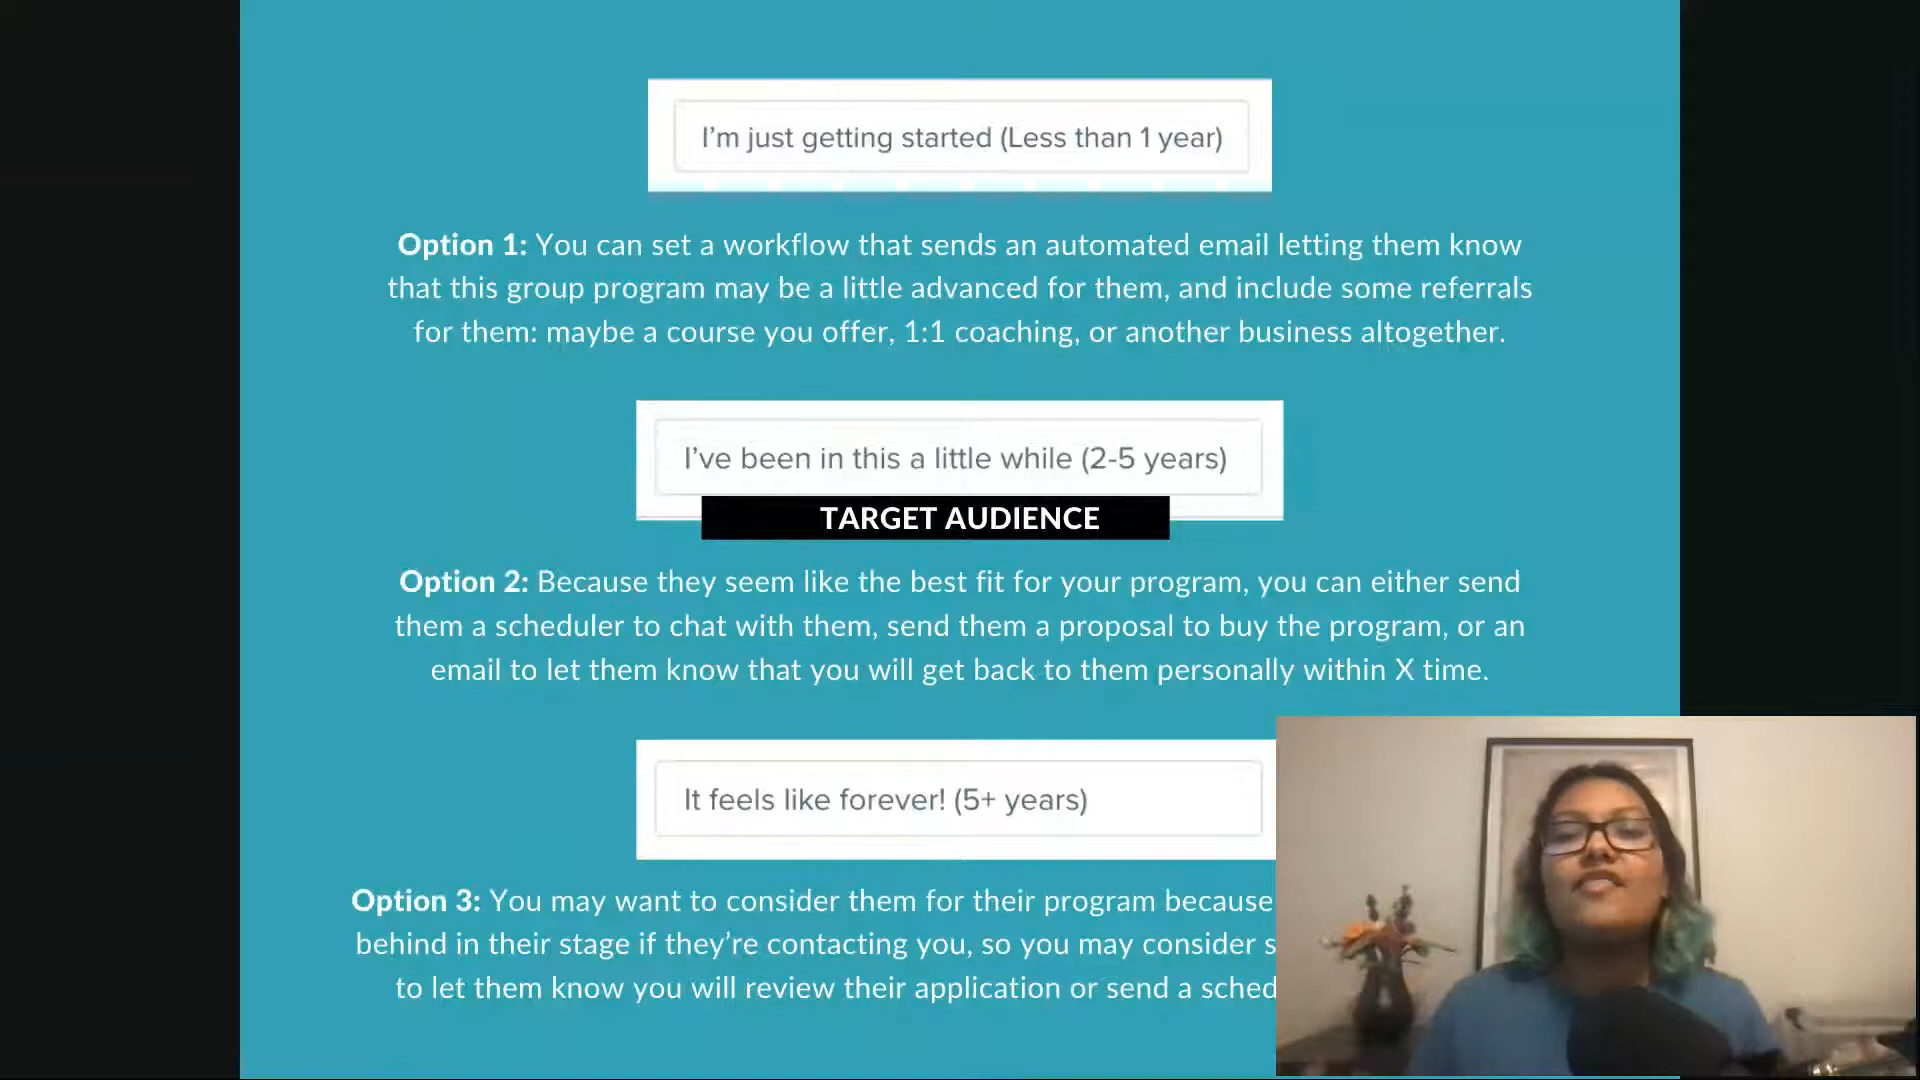 I'm just getting started (Less than 1 year)
Option 1: You can set a workflow that sends an automated email letting them know
that this group program may be a little advanced for them, and include some referrals
for them: maybe a course you offer, 1:1 coaching, or another business altogether.
I've been in this a little while (2-5 years)
TARGET AUDIENCE
Option 2: Because they seem like the best fit for your program, you can either send
them a scheduler to chat with them, send them a proposal to buy the program, or an
email to let them know that you will get back to them personally within X time.
It feels like forever! (5+ years)
Option 3: You may want to consider them for their program because
behind in their stage if they're contacting you, so you may consider
to let them know you will review their application or send a